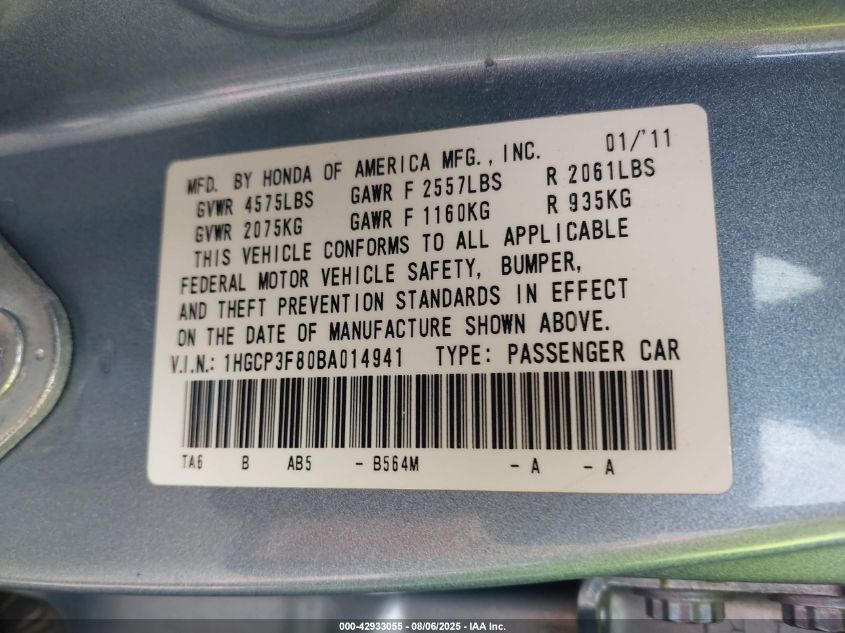 MFD. BY HONDA OF AMERICA MFG., INC. 01/'11
GVWR 4575LBS GAWR F 2557LBS R 2061LBS
GVWR 2075KG GAWR F 1160KG R 935KG
THIS VEHICLE CONFORMS TO ALL APPLICABLE
FEDERAL MOTOR VEHICLE SAFETY, BUMPER,
AND THEFT PREVENTION STANDARDS IN EFFECT
ON THE DATE OF MANUFACTURE SHOWN ABOVE.
V.I.N.: 1HGCP3F80BA014941 TYPE: PASSENGER CAR
TA6 B AB5 - B564M - A - A
000-42933055 - 08/06/2025 - IAA Inc.